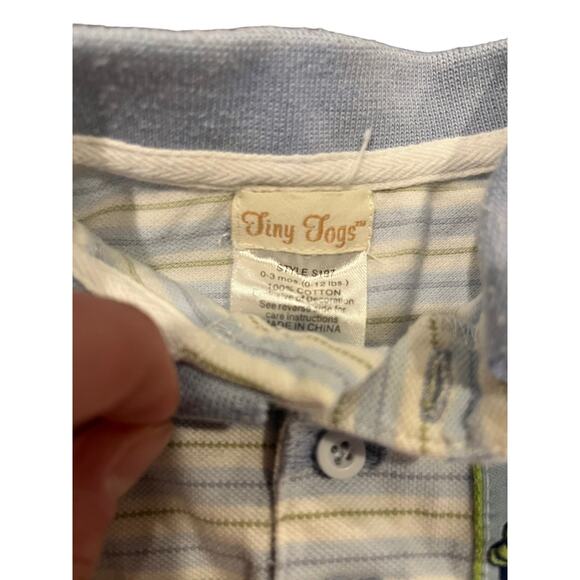 Tiny Togs™
STYLE S197
0-3 mos. (0-12 lbs.)
100% COTTON
of Decoration
See reverse side for
care instructions
MADE IN CHINA